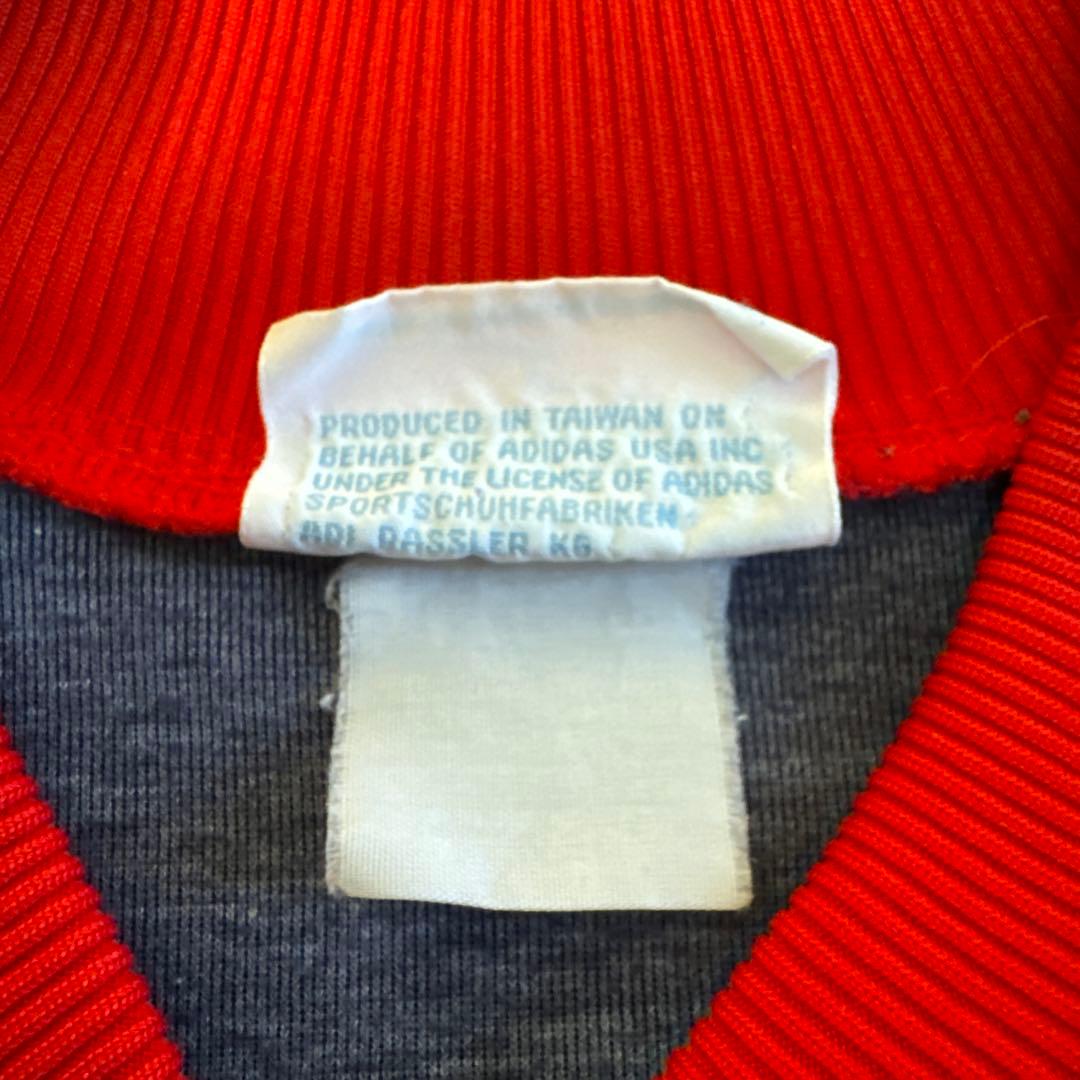 PRODUCED IN TAIWAN ON
BEHALF OF ADIDAS USA INC
UNDER THE LICENSE OF ADIDAS
SPORTSCHUHFABRIKEN
ADI DASSLER KG